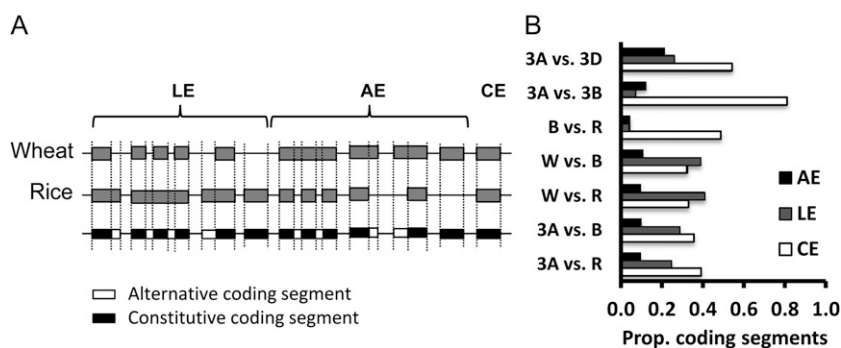 A
LE AE CE
Wheat
Rice
Alternative coding segment
Constitutive coding segment
B
3A vs. 3D
3A vs. 3B
B vs. R
W vs. B
W vs. R
3A vs. B
3A vs. R
AE
LE
CE
0.0 0.2 0.4 0.6 0.8 1.0
Prop. coding segments